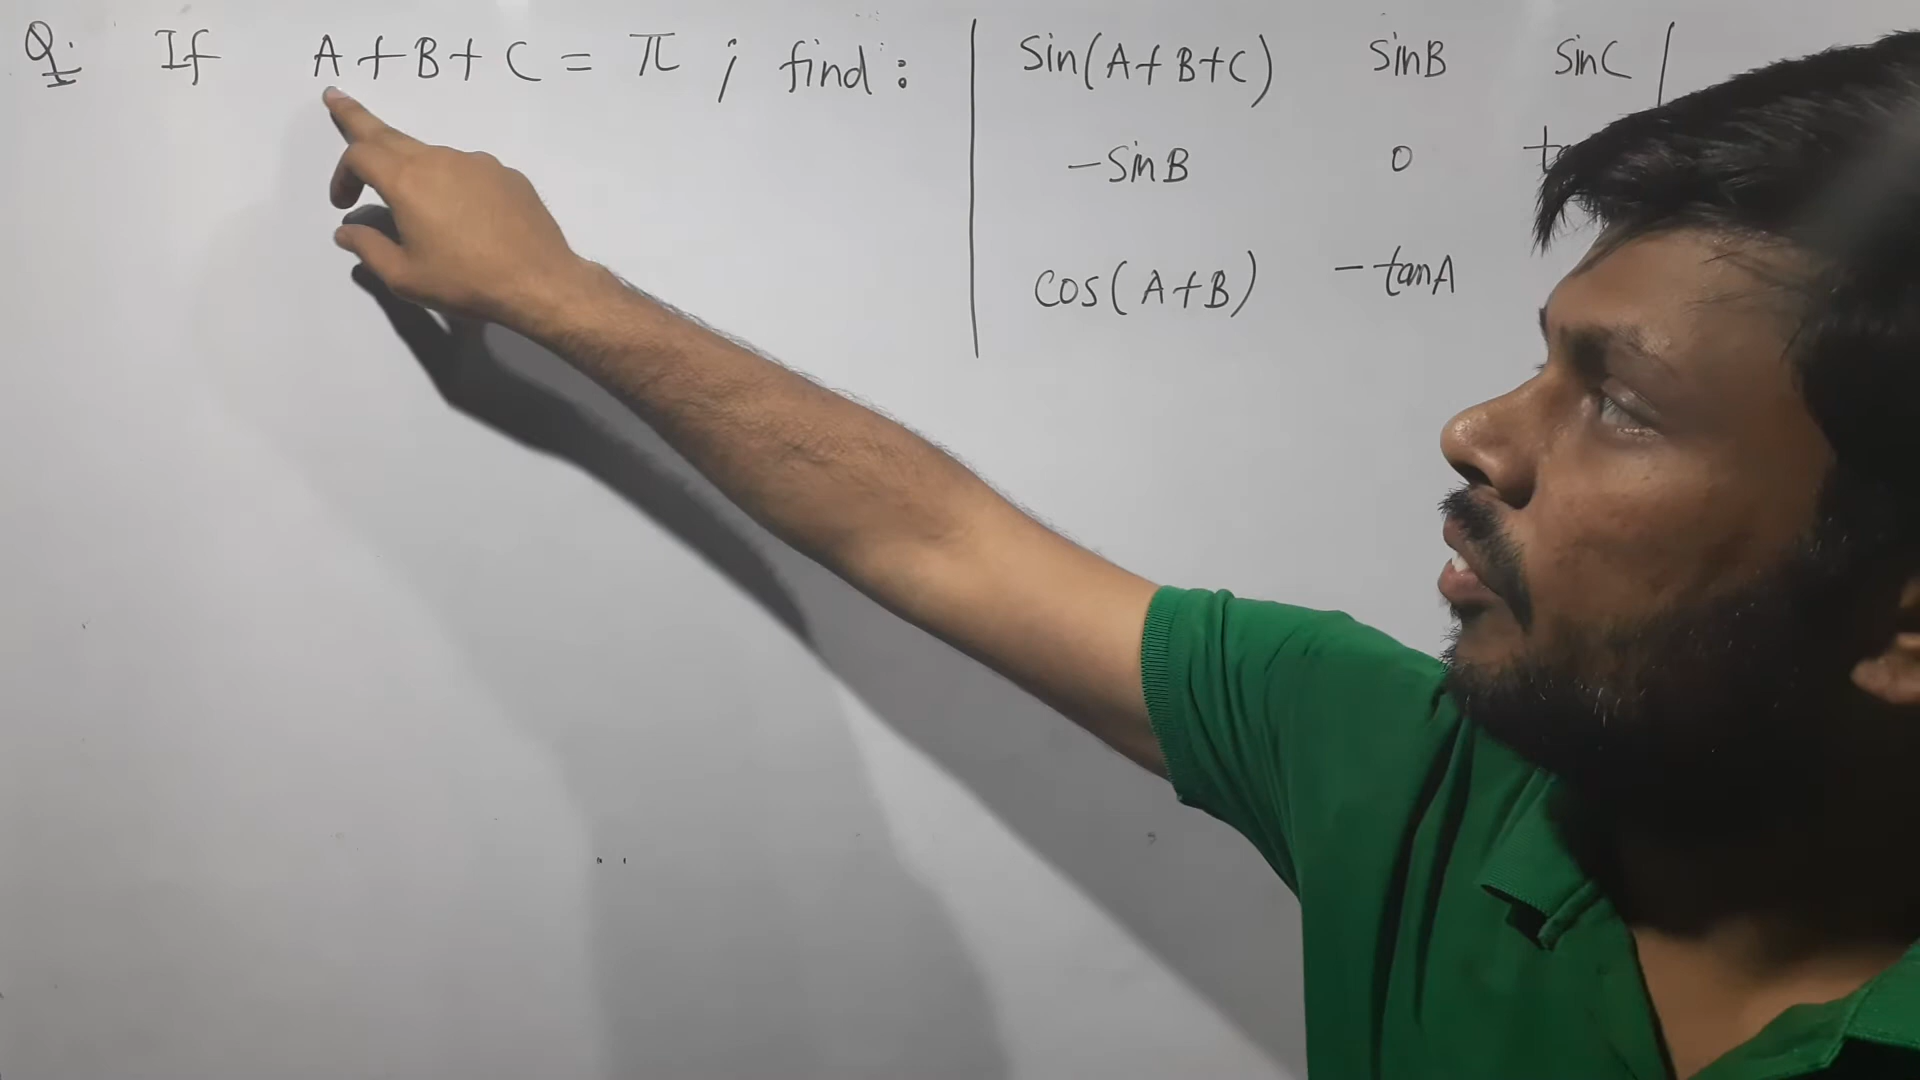 Q: If A+B+C = π ; find : | Sin(A+B+C) SinB SinC |
-SinB 0
cos(A+B) -tanA